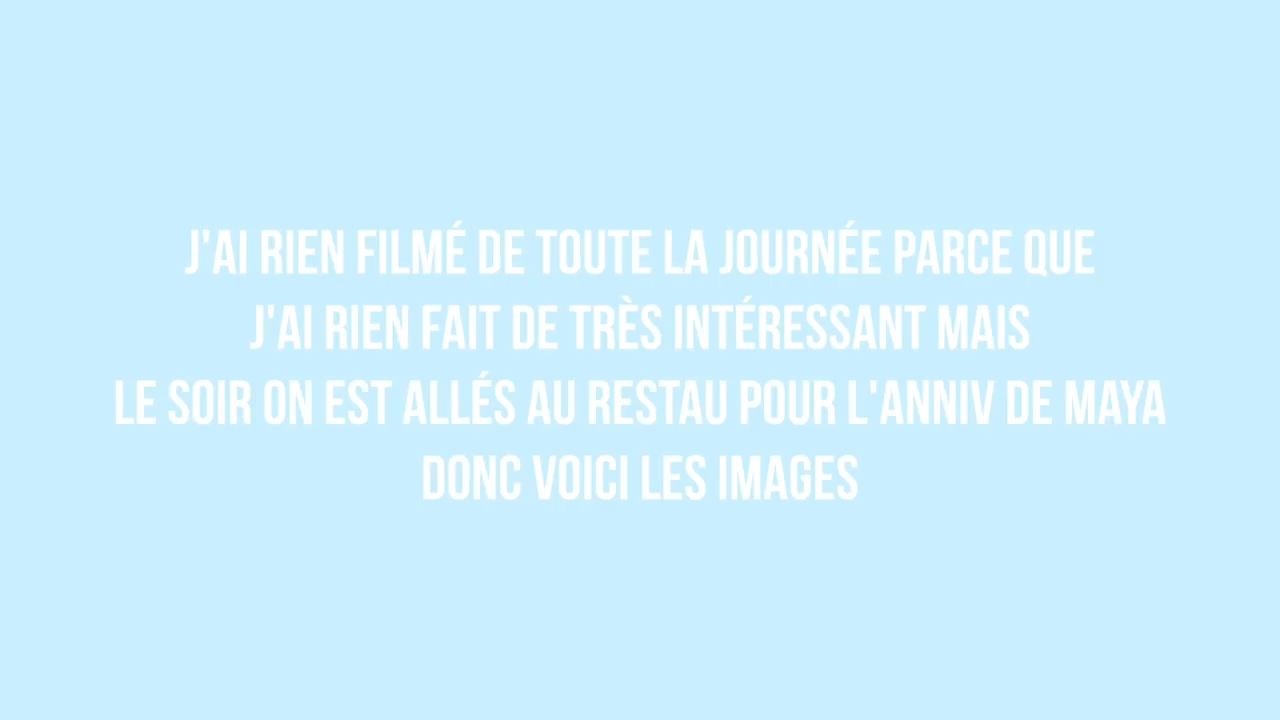 J'AI RIEN FILMÉ DE TOUTE LA JOURNÉE PARCE QUE
J'AI RIEN FAIT DE TRÈS INTÉRESSANT MAIS
LE SOIR ON EST ALLÉS AU RESTAU POUR L'ANNIV DE MAYA
DONC VOICI LES IMAGES